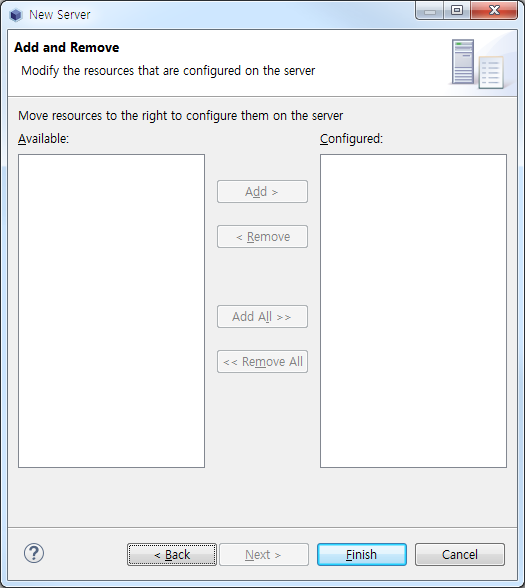 New Server
Add and Remove
Modify the resources that are configured on the server
Move resources to the right to configure them on the server
Available:
Configured:
Add >
< Remove
Add All >>
<< Remove All
?
< Back
Next >
Finish
Cancel